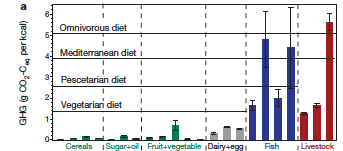 a
GHG (g CO2-Ceq per kcal)
6
5
4
3
2
1
0
Omnivorous diet
Mediterranean diet
Pescetarian diet
Vegetarian diet
Cereals Sugar+oil Fruit+vegetable Dairy+egg Fish Livestock